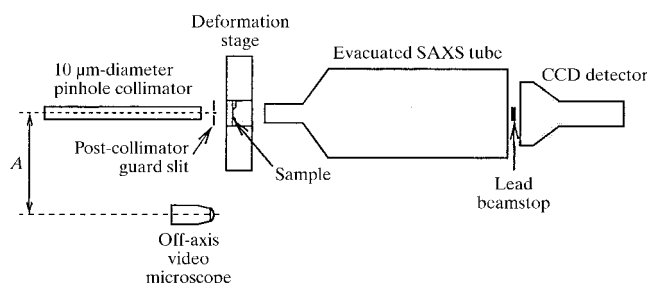 Deformation
stage
Evacuated SAXS tube
CCD detector
10 µm-diameter
pinhole collimator
Post-collimator
guard slit
Sample
A
Lead
beamstop
Off-axis
video
microscope